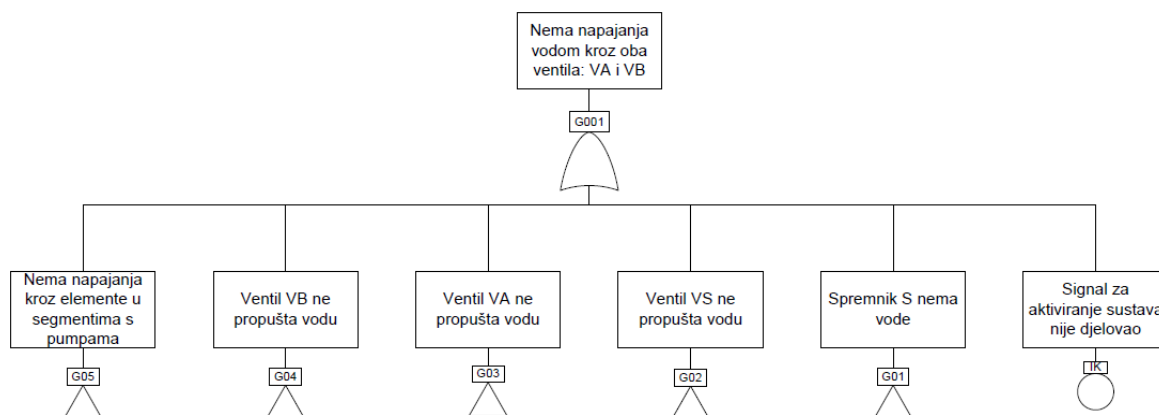 Nema napajanja
vodom kroz oba
ventila: VA i VB
G001
Nema napajanja
kroz elemente u
segmentima s
pumpama
G05
Ventil VB ne
propušta vodu
G04
Ventil VA ne
propušta vodu
G03
Ventil VS ne
propušta vodu
G02
Spremnik S nema
vode
G01
Signal za
aktiviranje sustava
nije djelovao
IK